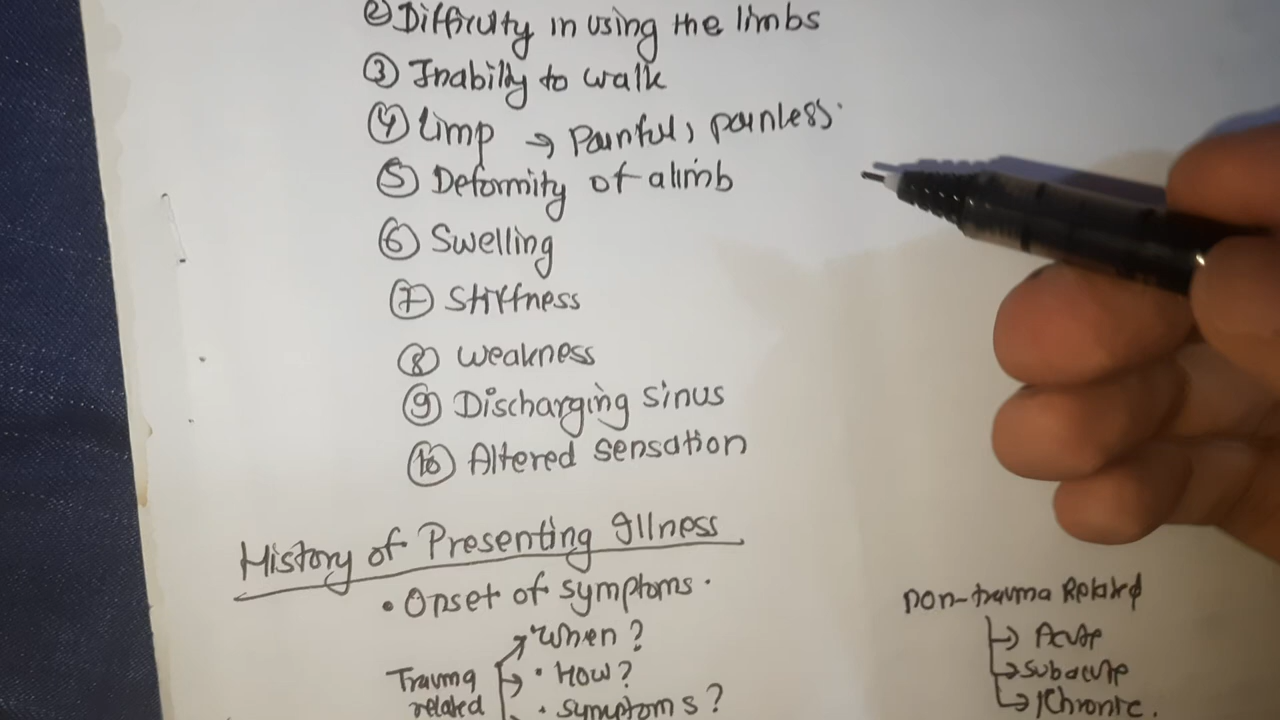 ② Difficulty in using the limbs
③ Inability to walk
④ Limp → Painful, painless.
⑤ Deformity of a limb
⑥ Swelling
⑦ Stiffness
⑧ Weakness
⑨ Discharging sinus
⑩ Altered sensation
History of Presenting Illness
• Onset of symptoms.
Trauma related
• When?
• How?
• symptoms?
non-trauma Related
→ Acute
→ subacute
→ Chronic.